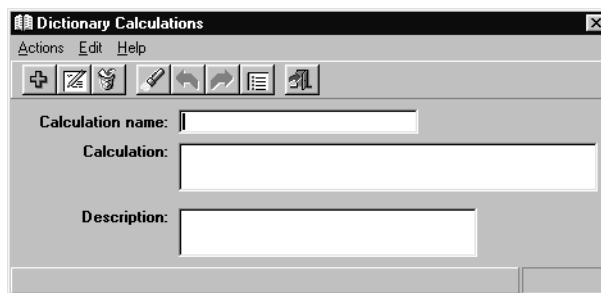 Dictionary Calculations
Actions Edit Help
Calculation name:
Calculation:
Description: